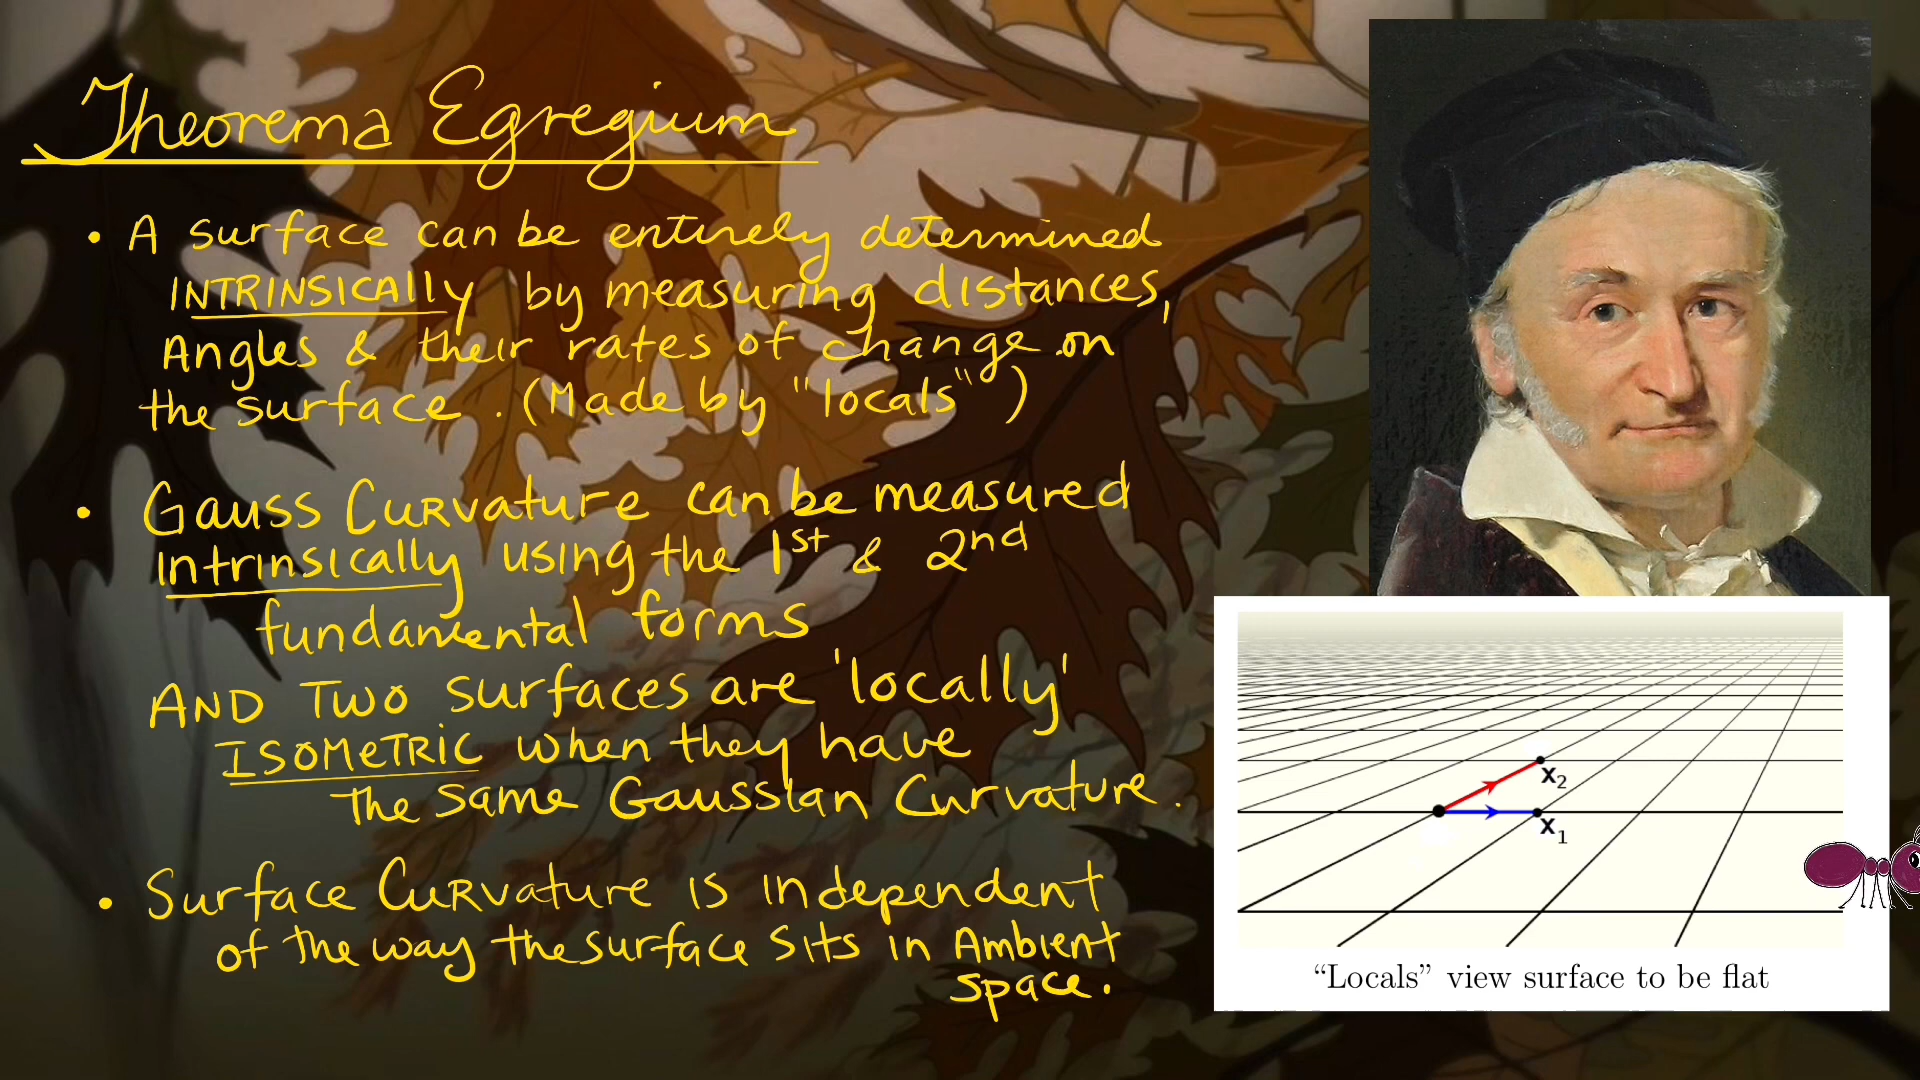 Theorema Egregium
• A surface can be entirely determined
INTRINSICALLY by measuring distances,
Angles & their rates of change on
the surface. (Made by "locals")
• Gauss Curvature can be measured
intrinsically using the 1st & 2nd
fundamental forms
AND TWO surfaces are 'locally'
ISOMETRIC when they have
the same Gaussian Curvature.
• Surface Curvature is independent
of the way the surface sits in Ambient
space.
x2
x1
“Locals” view surface to be flat